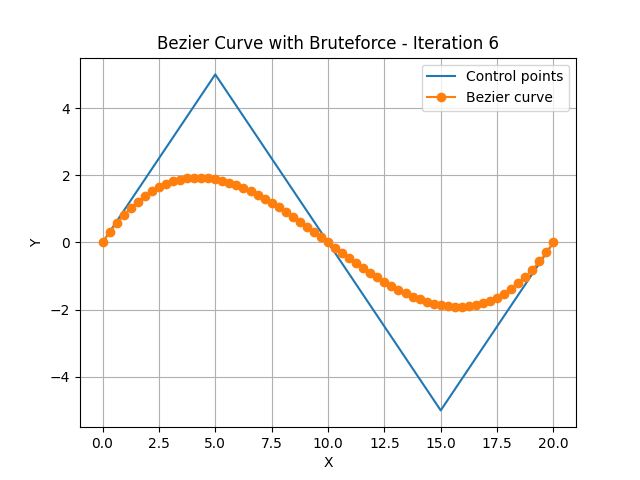 Bezier Curve with Bruteforce - Iteration 6
Control points
Bezier curve
Y
4
2
0
−2
−4
0.0 2.5 5.0 7.5 10.0 12.5 15.0 17.5 20.0
X